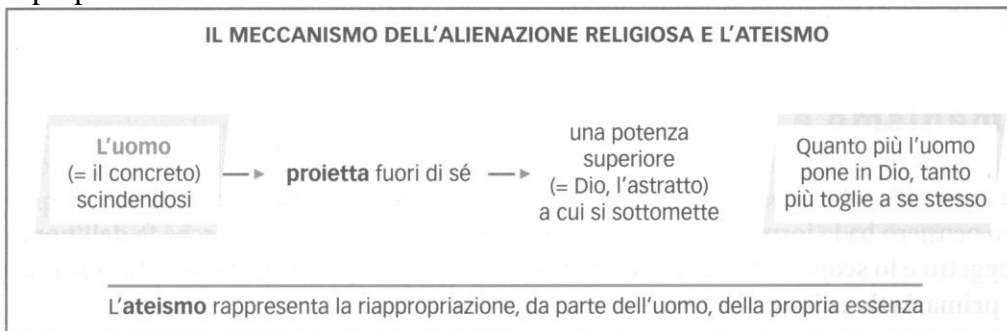 IL MECCANISMO DELL'ALIENAZIONE RELIGIOSA E L'ATEISMO
L'uomo
(= il concreto)
scindendosi
proietta fuori di sé
una potenza
superiore
(= Dio, l'astratto)
a cui si sottomette
Quanto più l'uomo
pone in Dio, tanto
più toglie a se stesso
L'ateismo rappresenta la riappropriazione, da parte dell'uomo, della propria essenza